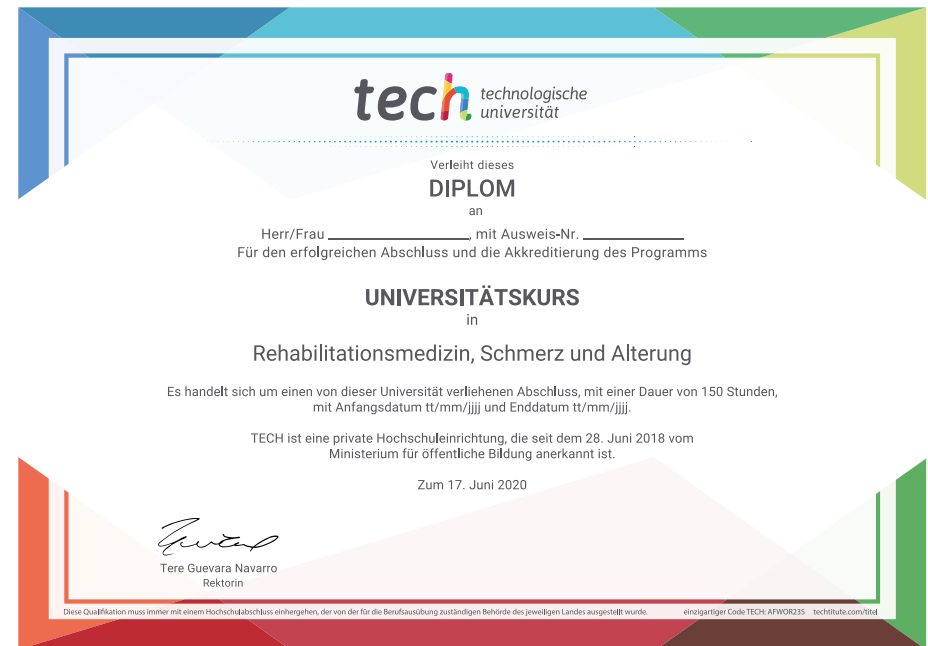 tech technologische
universität
Verleiht dieses
DIPLOM
an
Herr/Frau ____________________, mit Ausweis-Nr. ______________
Für den erfolgreichen Abschluss und die Akkreditierung des Programms
UNIVERSITÄTSKURS
in
Rehabilitationsmedizin, Schmerz und Alterung
Es handelt sich um einen von dieser Universität verliehenen Abschluss, mit einer Dauer von 150 Stunden,
mit Anfangsdatum tt/mm/jjjj und Enddatum tt/mm/jjjj.
TECH ist eine private Hochschuleinrichtung, die seit dem 28. Juni 2018 vom
Ministerium für öffentliche Bildung anerkannt ist.
Zum 17. Juni 2020
Tere Guevara Navarro
Rektorin
Diese Qualifikation muss immer mit einem Hochschulabschluss einhergehen, der von der für die Berufsausübung zuständigen Behörde des jeweiligen Landes ausgestellt wurde. einzigartiger Code TECH: AFWOR235 techtitute.com/titel